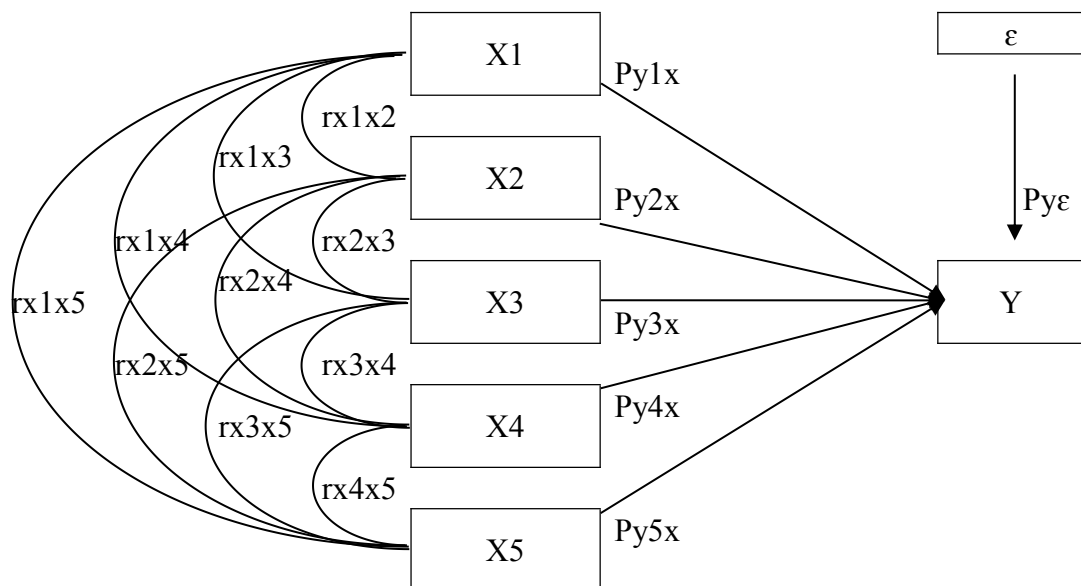 X1
ε
Py1x
rx1x2
rx1x3
X2
Py2x
Pyε
rx1x4
rx2x3
rx2x4
rx1x5
X3
Y
Py3x
rx2x5
rx3x4
Py4x
rx3x5
X4
rx4x5
Py5x
X5